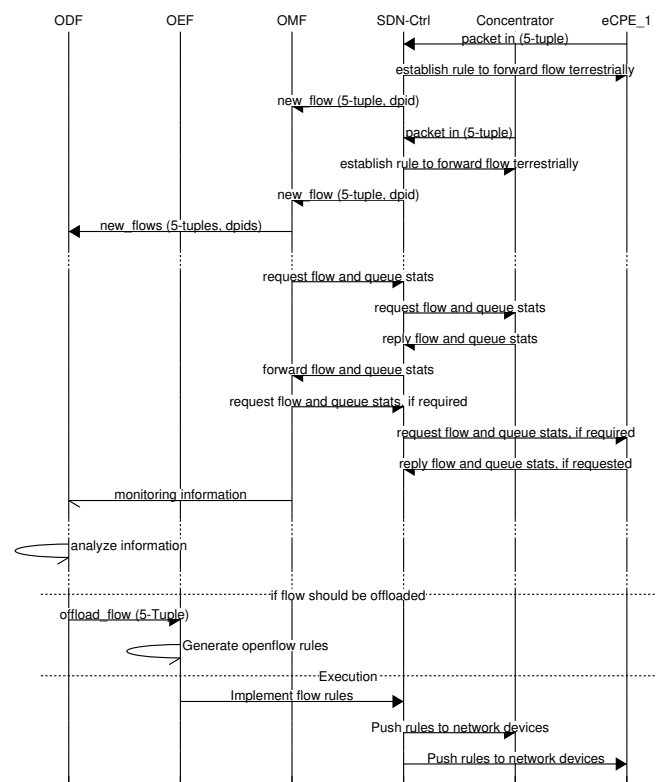 ODF OEF OMF SDN-Ctrl Concentrator eCPE_1
packet in (5-tuple)
establish rule to forward flow terrestrially
new_flow (5-tuple, dpid)
packet in (5-tuple)
establish rule to forward flow terrestrially
new_flow (5-tuple, dpid)
new_flows (5-tuples, dpids)
request flow and queue stats
request flow and queue stats
reply flow and queue stats
forward flow and queue stats
request flow and queue stats, if required
request flow and queue stats, if required
reply flow and queue stats, if requested
monitoring information
analyze information
if flow should be offloaded
offload_flow (5-Tuple)
Generate openflow rules
Execution
Implement flow rules
Push rules to network devices
Push rules to network devices